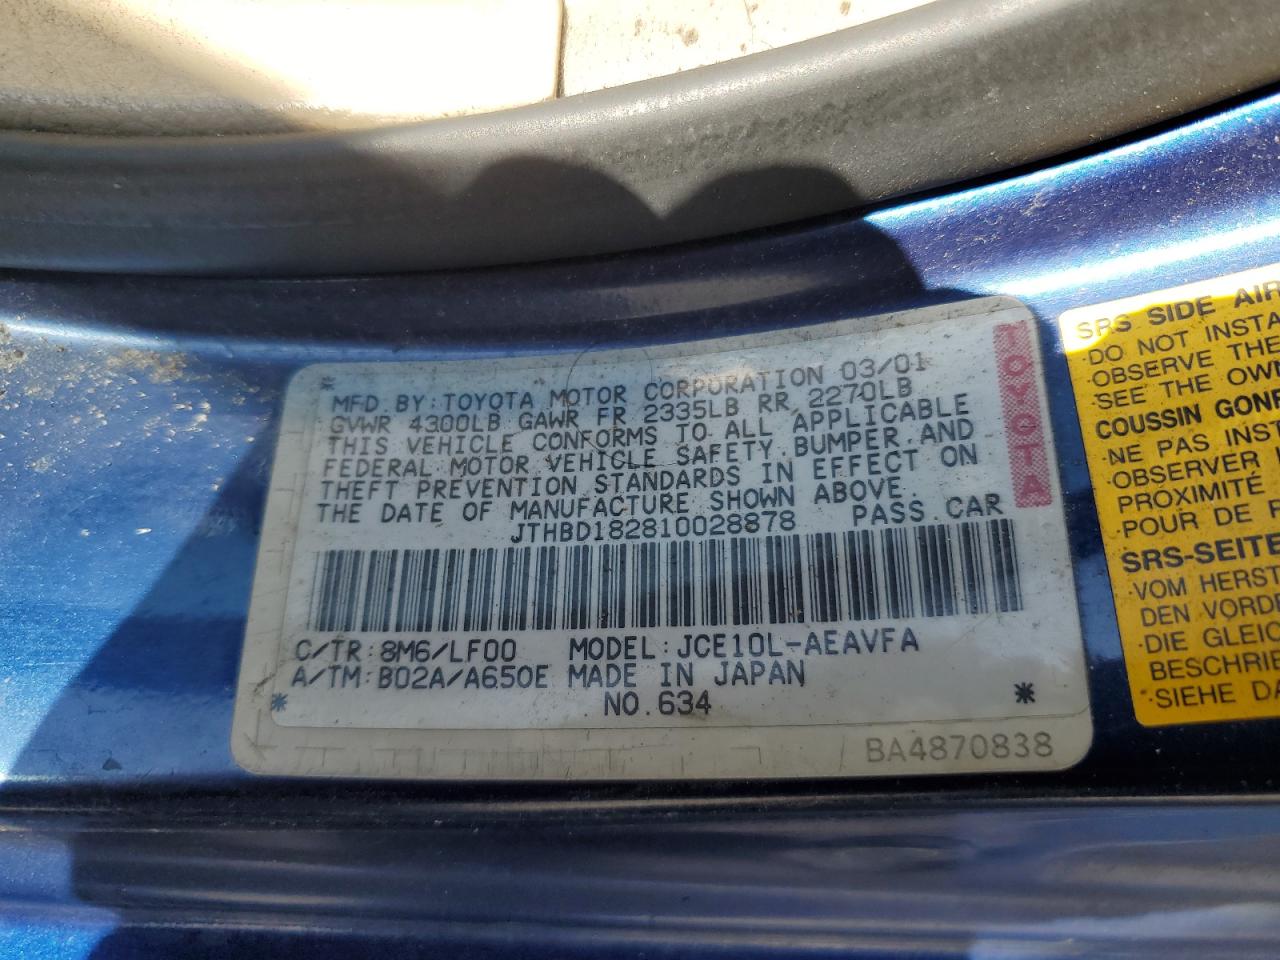 MFD BY:TOYOTA MOTOR CORPORATION 03/01
GVWR 4300LB GAWR FR 2335LB RR 2270LB
THIS VEHICLE CONFORMS TO ALL APPLICABLE
FEDERAL MOTOR VEHICLE SAFETY, BUMPER, AND
THEFT PREVENTION STANDARDS IN EFFECT ON
THE DATE OF MANUFACTURE SHOWN ABOVE.
JTHBD182810028878 PASS. CAR
C/TR:8M6/LF00 MODEL:JCE10L-AEAVFA
A/TM:B02A/A650E MADE IN JAPAN
NO.634
BA4870838
TOYOTA
SRS SIDE AIR
DO NOT INSTA
OBSERVE THE
SEE THE OWN
COUSSIN GONF
NE PAS INST
OBSERVER
PROXIMITÉ
POUR DE
SRS-SEITE
VOM HERST
DEN VORD
DIE GLEIC
BESCHRIE
SIEHE DA